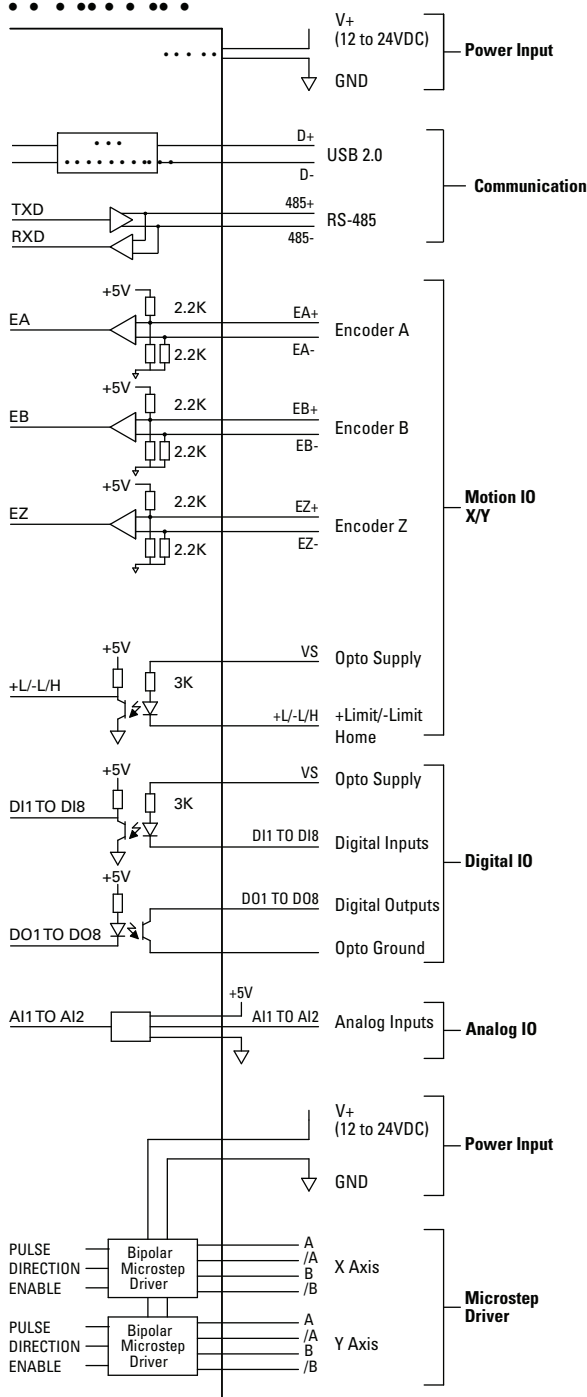 V+
(12 to 24VDC)
Power Input
GND
D+
USB 2.0
D-
Communication
TXD
485+
RS-485
RXD
485-
+5V
2.2K
EA+
EA
Encoder A
EA-
2.2K
+5V
2.2K
EB+
EB
Encoder B
EB-
2.2K
+5V
2.2K
EZ+
EZ
Encoder Z
EZ-
2.2K
Motion IO
X/Y
+5V
VS
Opto Supply
3K
+L/-L/H
+L/-L/H
+Limit/-Limit
Home
+5V
VS
Opto Supply
3K
DI1 TO DI8
DI1 TO DI8
Digital Inputs
Digital IO
+5V
DO1 TO DO8
Digital Outputs
DO1 TO DO8
Opto Ground
+5V
AI1 TO AI2
AI1 TO AI2
Analog Inputs
Analog IO
V+
(12 to 24VDC)
Power Input
GND
PULSE
DIRECTION
ENABLE
Bipolar
Microstep
Driver
A
/A
B
/B
X Axis
Microstep
Driver
PULSE
DIRECTION
ENABLE
Bipolar
Microstep
Driver
A
/A
B
/B
Y Axis